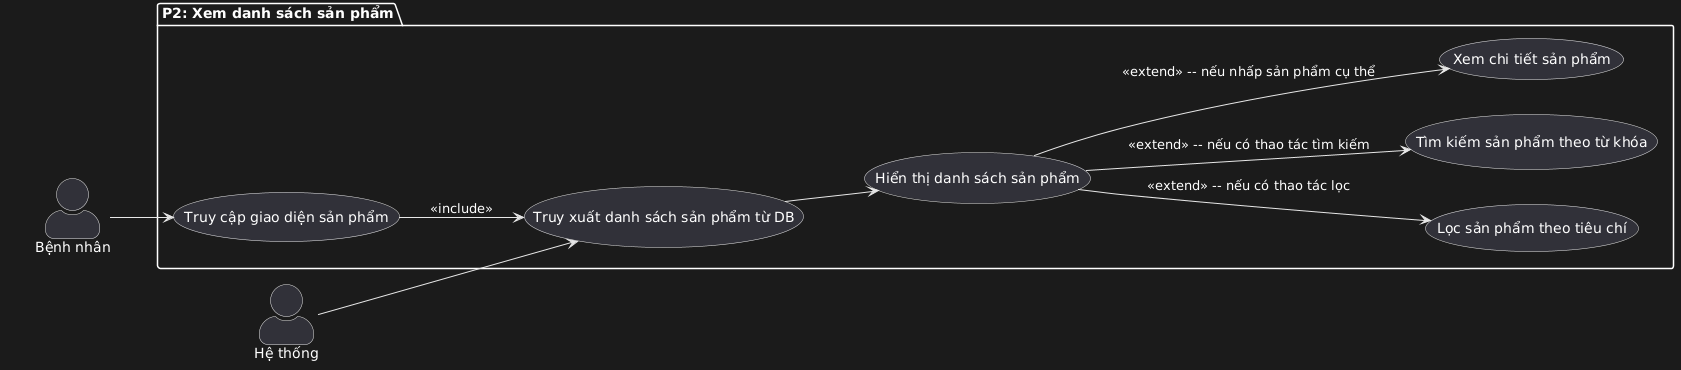 P2: Xem danh sách sản phẩm
Xem chi tiết sản phẩm
«extend» -- nếu nhấp sản phẩm cụ thể
Tìm kiếm sản phẩm theo từ khóa
«extend» -- nếu có thao tác tìm kiếm
Hiển thị danh sách sản phẩm
«extend» -- nếu có thao tác lọc
Truy cập giao diện sản phẩm
«include»
Truy xuất danh sách sản phẩm từ DB
Lọc sản phẩm theo tiêu chí
Bệnh nhân
Hệ thống